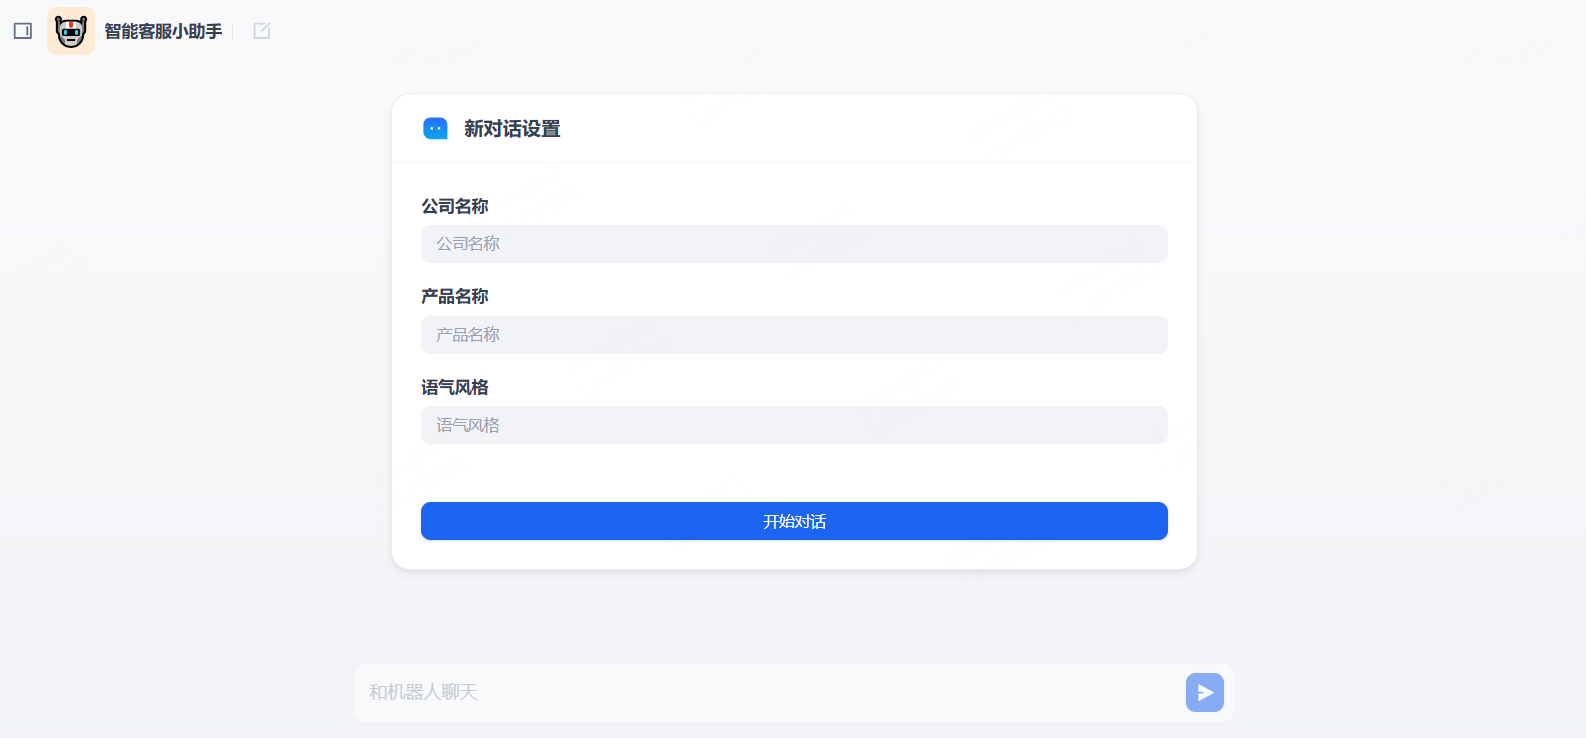 智能客服小助手
新对话设置
公司名称
公司名称
产品名称
产品名称
语气风格
语气风格
开始对话
和机器人聊天